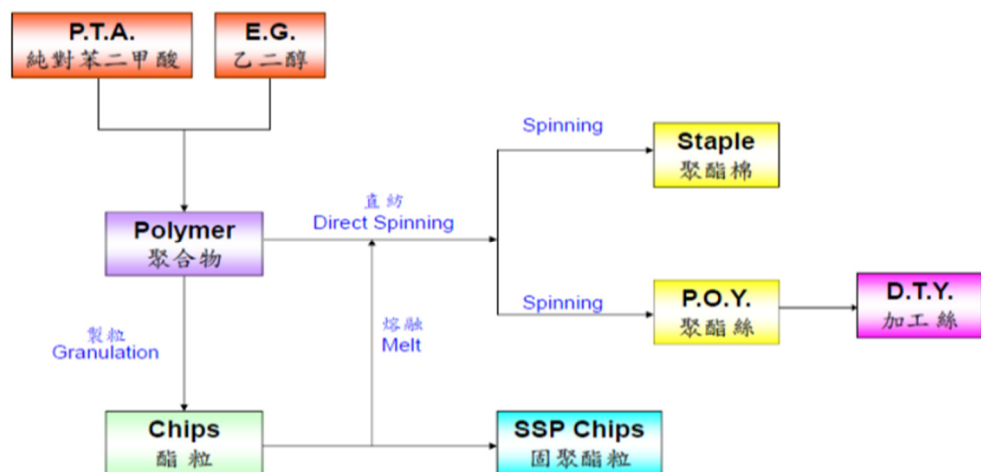 P.T.A.
純對苯二甲酸
E.G.
乙二醇
Spinning
Staple
聚酯棉
直紡
Direct Spinning
Polymer
聚合物
Spinning
P.O.Y.
聚酯絲
D.T.Y.
加工絲
製粒
Granulation
熔融
Melt
Chips
酯粒
SSP Chips
固聚酯粒